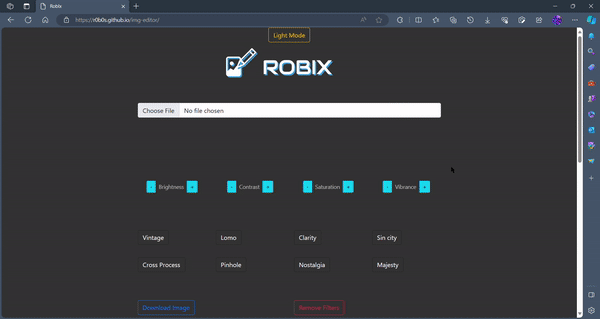 Robix
https://r0b0s.github.io/img-editor/
Light Mode
ROBIX
Choose File No file chosen
- Brightness + - Contrast + - Saturation + - Vibrance +
Vintage Lomo Clarity Sin city
Cross Process Pinhole Nostalgia Majesty
Download Image Remove Filters